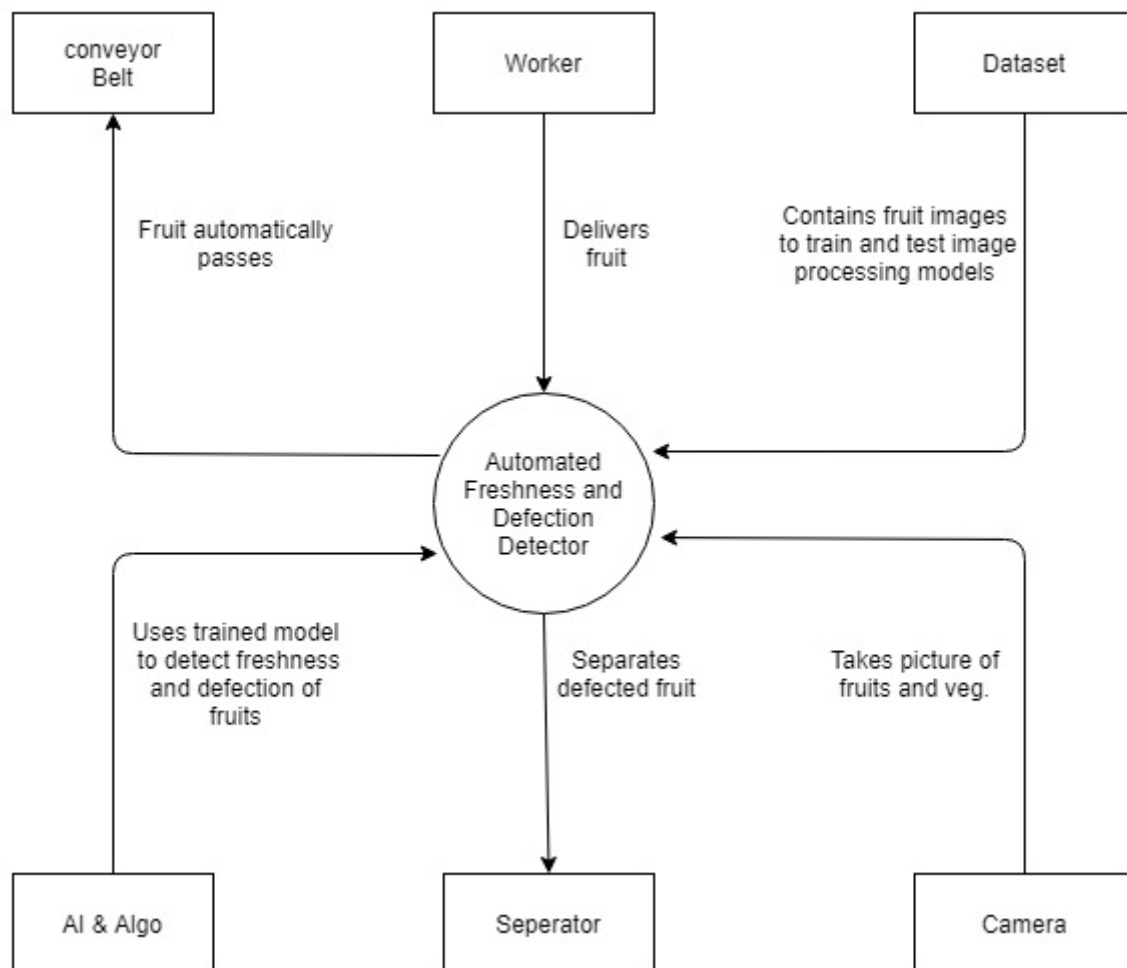 conveyor
Belt
Worker
Dataset
Fruit automatically
passes
Delivers
fruit
Contains fruit images
to train and test image
processing models
Automated
Freshness and
Defection
Detector
Uses trained model
to detect freshness
and defection of
fruits
Separates
defected fruit
Takes picture of
fruits and veg.
AI & Algo
Seperator
Camera